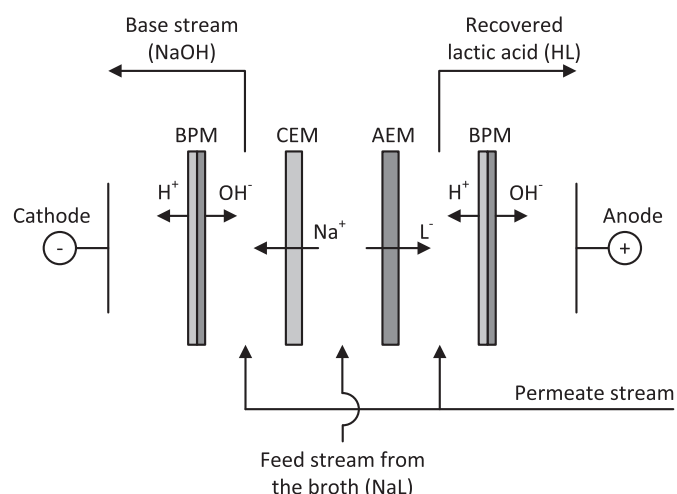 Base stream
(NaOH)
Recovered
lactic acid (HL)
BPM
CEM
AEM
BPM
H⁺
OH⁻
H⁺
OH⁻
Cathode
Anode
Na⁺
L⁻
-
+
Permeate stream
Feed stream from
the broth (NaL)